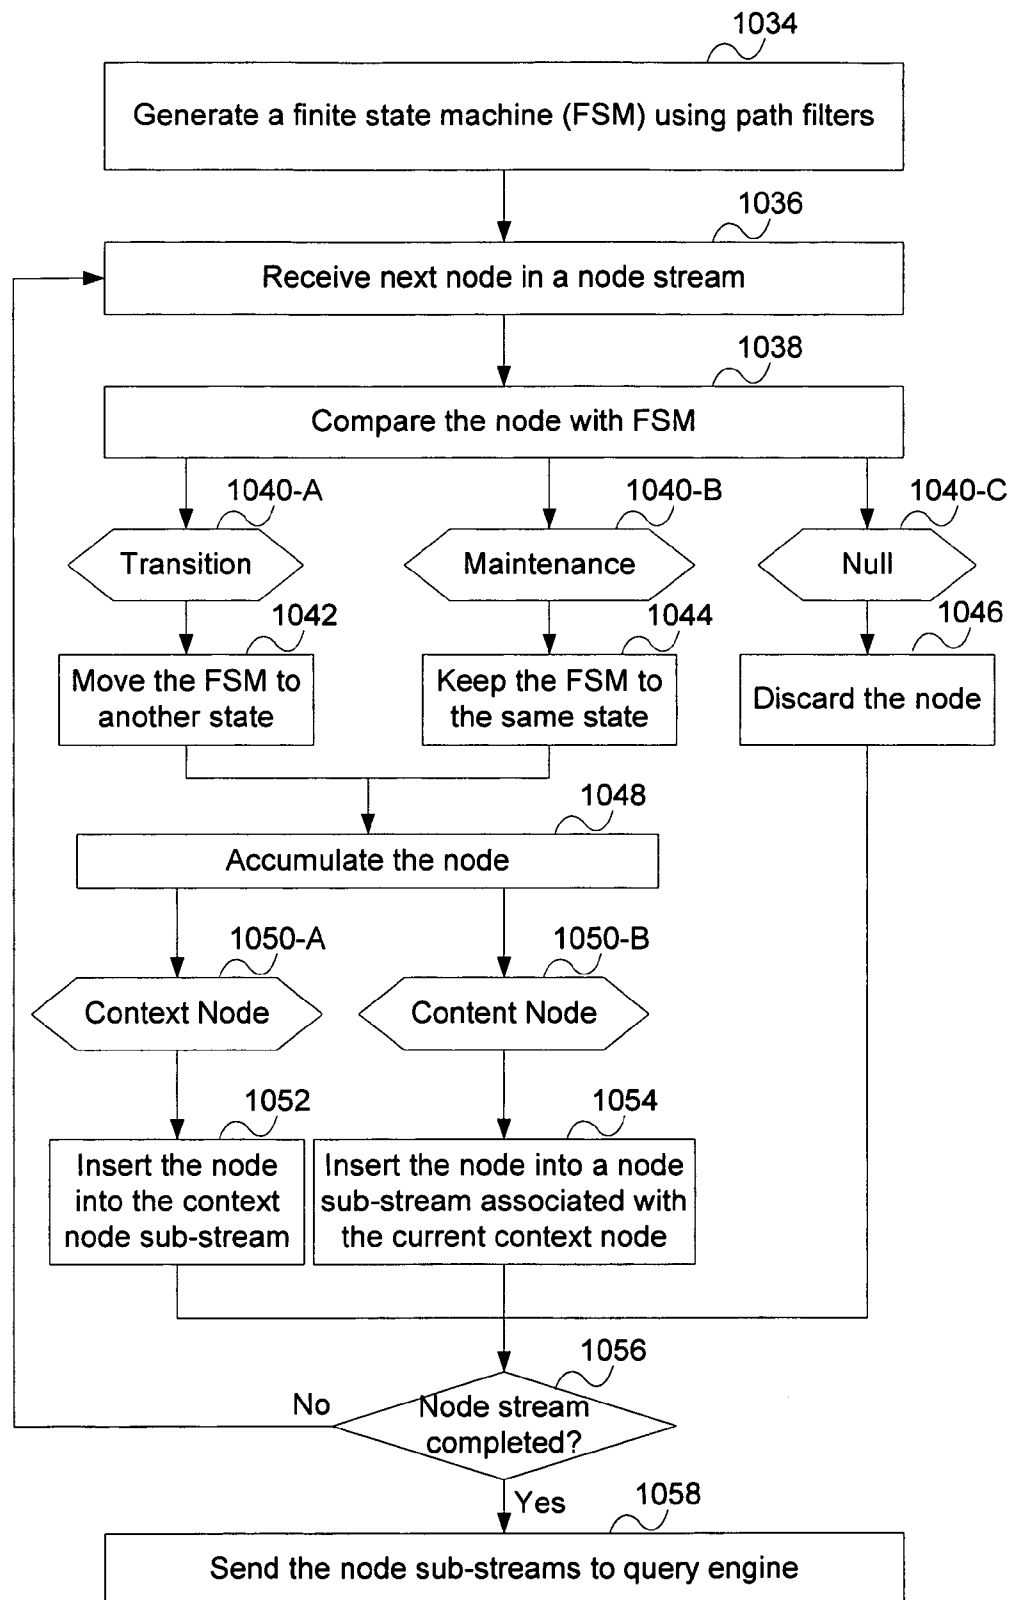 1034
Generate a finite state machine (FSM) using path filters
1036
Receive next node in a node stream
1038
Compare the node with FSM
1040-A
1040-B
1040-C
Transition
Maintenance
Null
1042
1044
1046
Move the FSM to
another state
Keep the FSM to
the same state
Discard the node
1048
Accumulate the node
1050-A
1050-B
Context Node
Content Node
1052
1054
Insert the node
into the context
node sub-stream
Insert the node into a node
sub-stream associated with
the current context node
1056
No
Node stream
completed?
Yes
1058
Send the node sub-streams to query engine